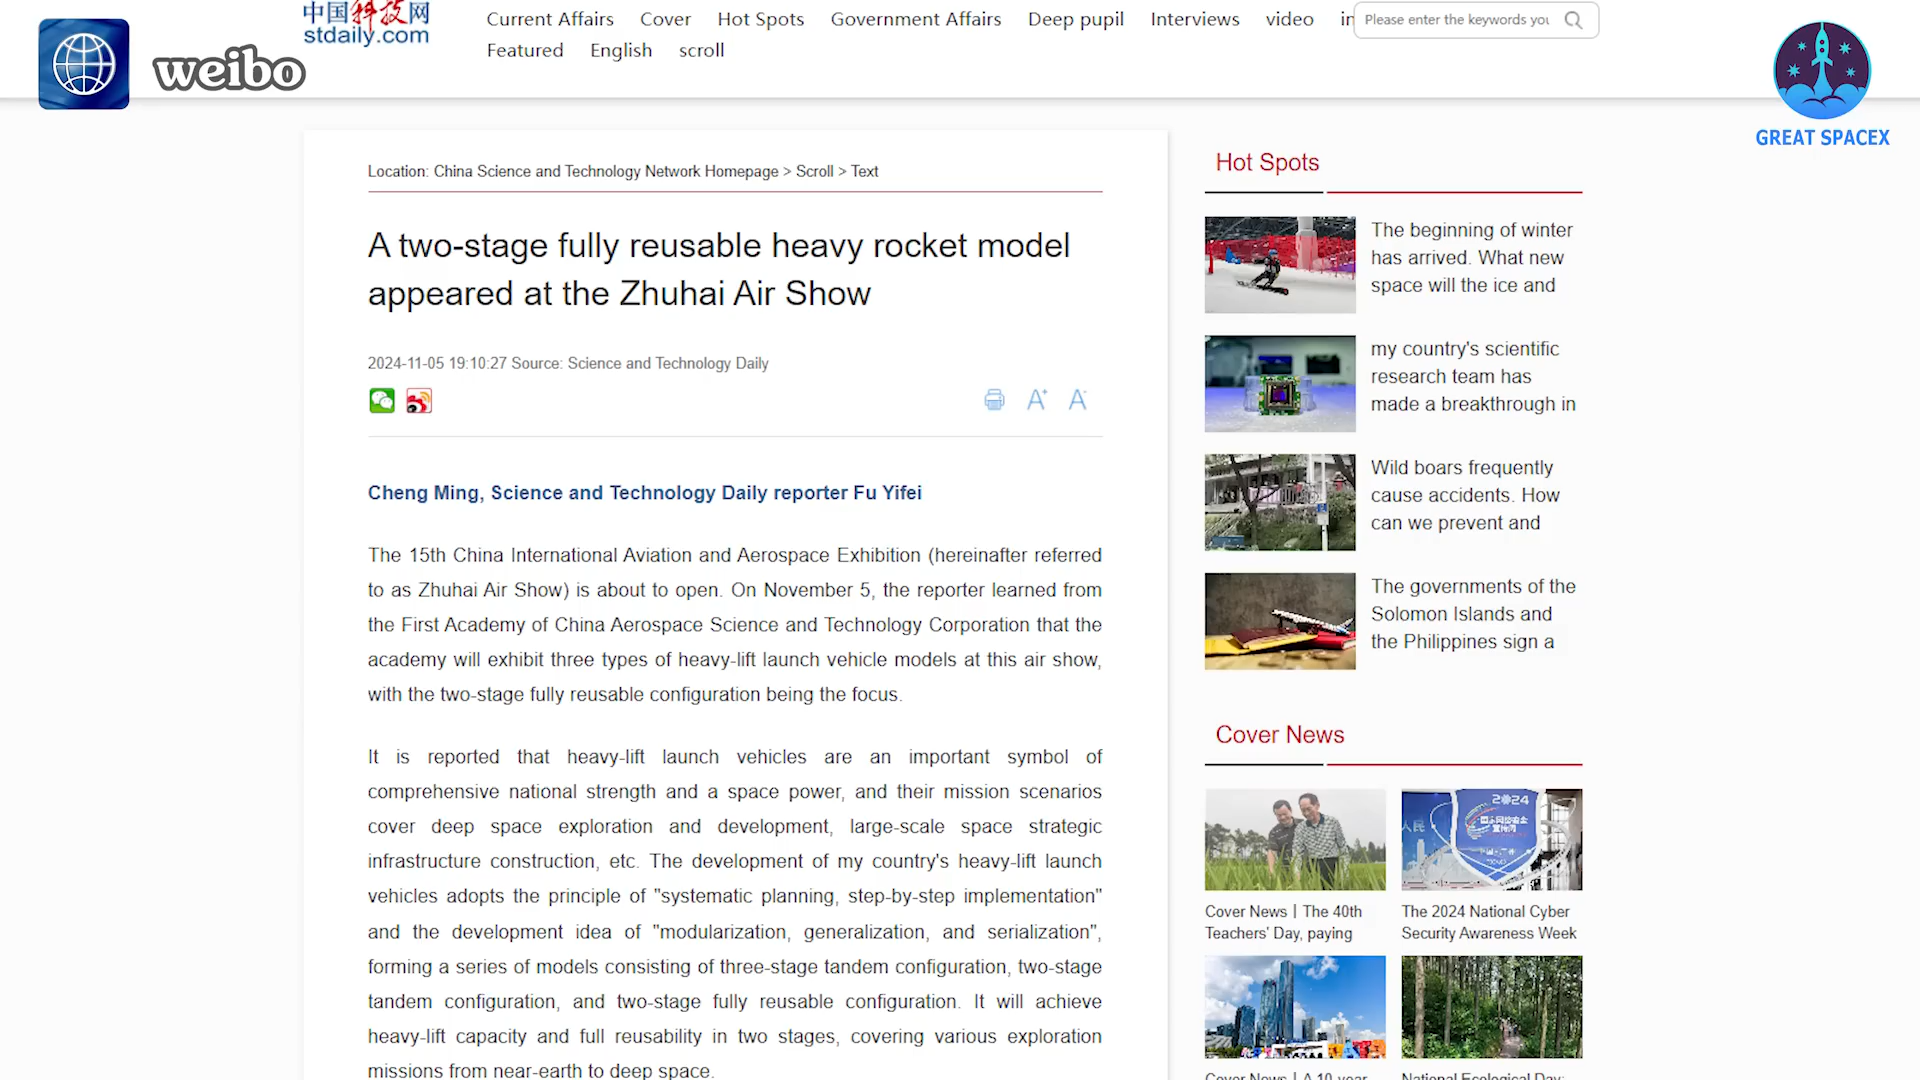 中国科技网
stdaily.com
weibo
Current Affairs Cover Hot Spots Government Affairs Deep pupil Interviews video in
Featured English scroll
Please enter the keywords you
GREAT SPACEX
Location: China Science and Technology Network Homepage > Scroll > Text
A two-stage fully reusable heavy rocket model
appeared at the Zhuhai Air Show
2024-11-05 19:10:27 Source: Science and Technology Daily
A+ A-
Cheng Ming, Science and Technology Daily reporter Fu Yifei
The 15th China International Aviation and Aerospace Exhibition (hereinafter referred
to as Zhuhai Air Show) is about to open. On November 5, the reporter learned from
the First Academy of China Aerospace Science and Technology Corporation that the
academy will exhibit three types of heavy-lift launch vehicle models at this air show,
with the two-stage fully reusable configuration being the focus.
It is reported that heavy-lift launch vehicles are an important symbol of
comprehensive national strength and a space power, and their mission scenarios
cover deep space exploration and development, large-scale space strategic
infrastructure construction, etc. The development of my country's heavy-lift launch
vehicles adopts the principle of "systematic planning, step-by-step implementation"
and the development idea of "modularization, generalization, and serialization",
forming a series of models consisting of three-stage tandem configuration, two-stage
tandem configuration, and two-stage fully reusable configuration. It will achieve
heavy-lift capacity and full reusability in two stages, covering various exploration
missions from near-earth to deep space.
Hot Spots
The beginning of winter
has arrived. What new
space will the ice and
my country's scientific
research team has
made a breakthrough in
Wild boars frequently
cause accidents. How
can we prevent and
The governments of the
Solomon Islands and
the Philippines sign a
Cover News
2024
人民
Cover News | The 40th
Teachers' Day, paying
The 2024 National Cyber
Security Awareness Week
Cover News | A 10-year
National Ecological Day: